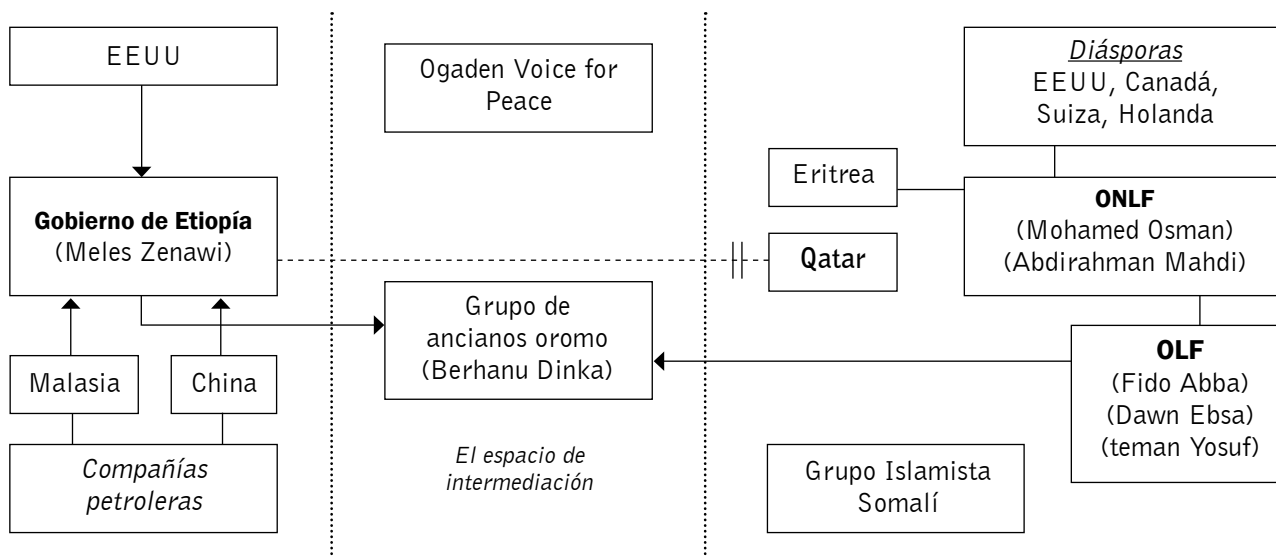 EEUU
Gobierno de Etiopía
(Meles Zenawi)
Malasia
China
Compañías
petroleras
Ogaden Voice for
Peace
Grupo de
ancianos oromo
(Berhanu Dinka)
El espacio de
intermediación
Diásporas
EEUU, Canadá,
Suiza, Holanda
Eritrea
Qatar
ONLF
(Mohamed Osman)
(Abdirahman Mahdi)
OLF
(Fido Abba)
(Dawn Ebsa)
(teman Yosuf)
Grupo Islamista
Somalí